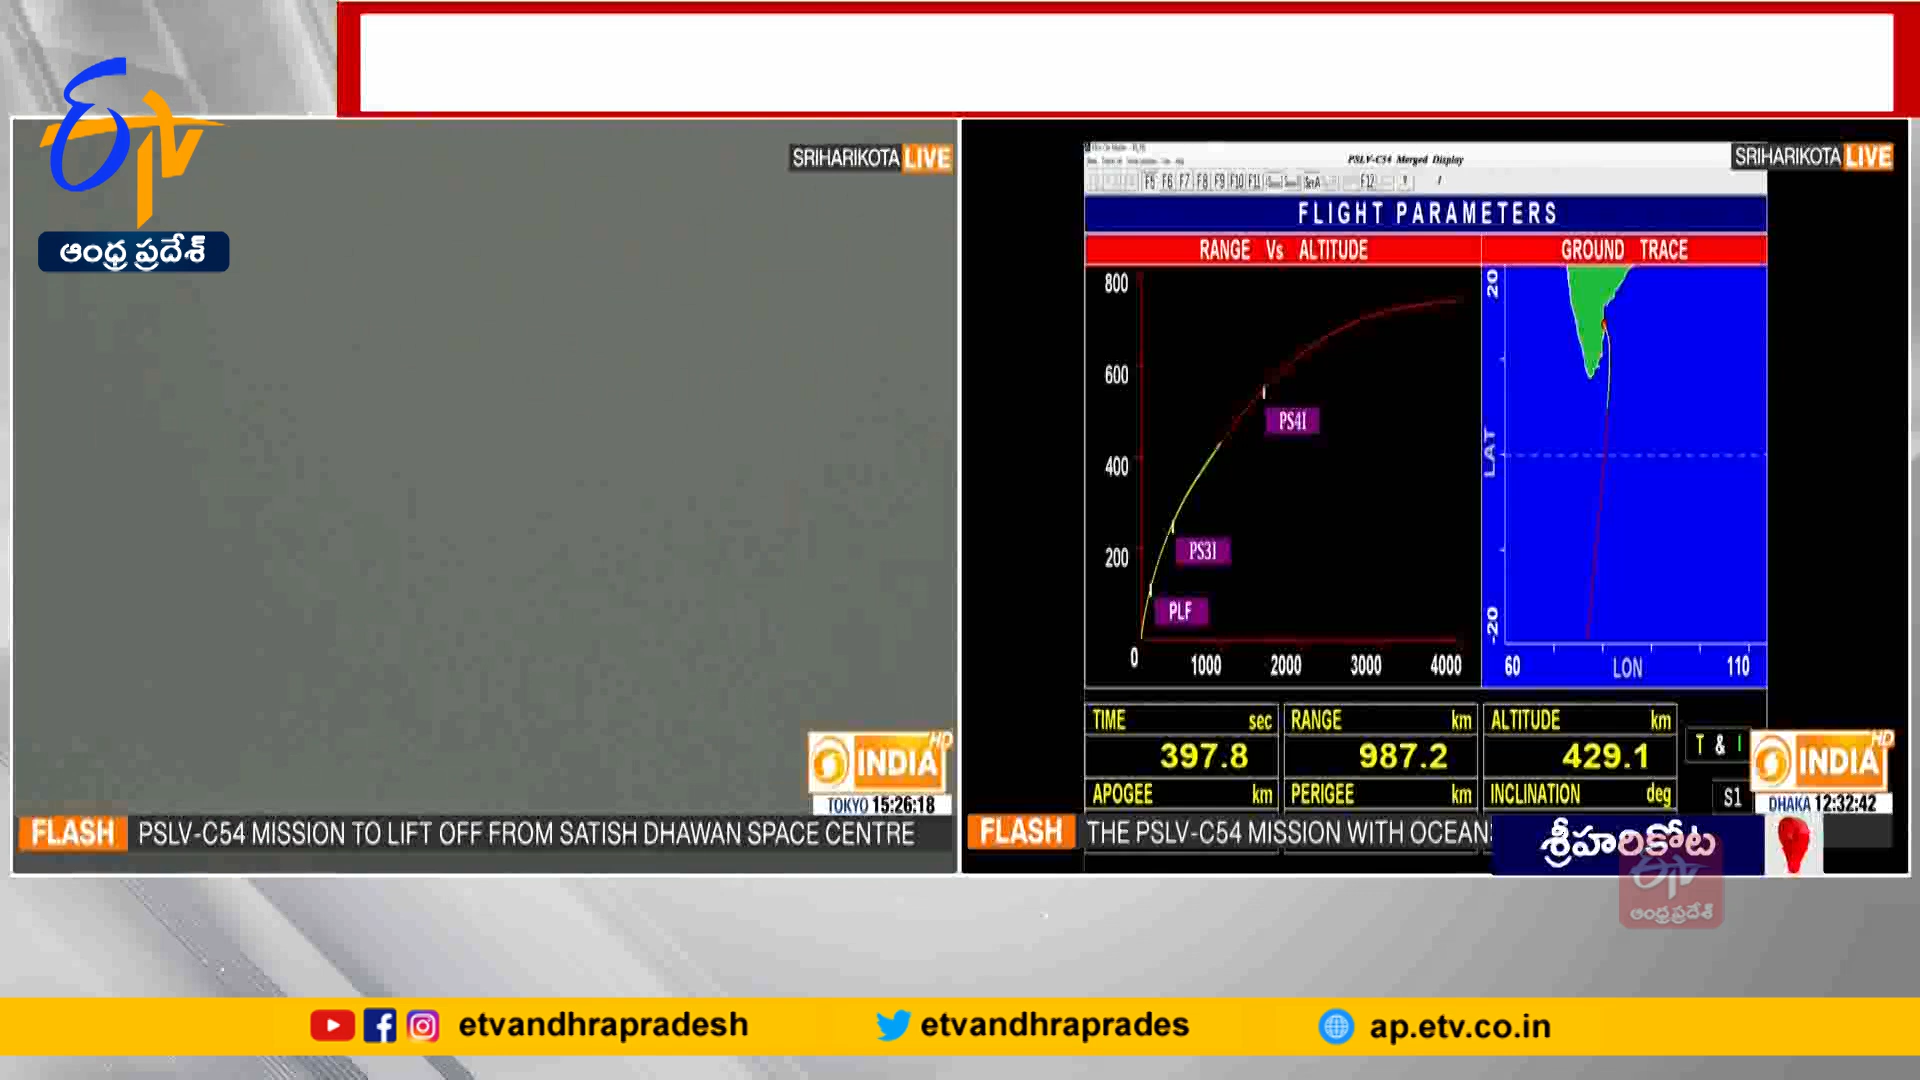 ETV
ఆంధ్ర ప్రదేశ్
SRIHARIKOTA LIVE
INDIA HD
TOKYO 15:26:18
FLASH PSLV-C54 MISSION TO LIFT OFF FROM SATISH DHAWAN SPACE CENTRE
SRIHARIKOTA LIVE
PSLV-C54 Merged Display
F5 F6 F7 F8 F9 F10 F11 F12
FLIGHT PARAMETERS
RANGE Vs ALTITUDE
GROUND TRACE
800
600
400
200
0 1000 2000 3000 4000
PS4I
PS3I
PLF
20
LAT
-20
60 LON 110
TIME sec RANGE km ALTITUDE km
397.8 987.2 429.1
T & I
APOGEE km PERIGEE km INCLINATION deg
S1
INDIA HD
DHAKA 12:32:42
FLASH THE PSLV-C54 MISSION WITH OCEAN
శ్రీహరికోట
ETV
ఆంధ్రప్రదేశ్
etvandhrapradesh etvandhraprades ap.etv.co.in